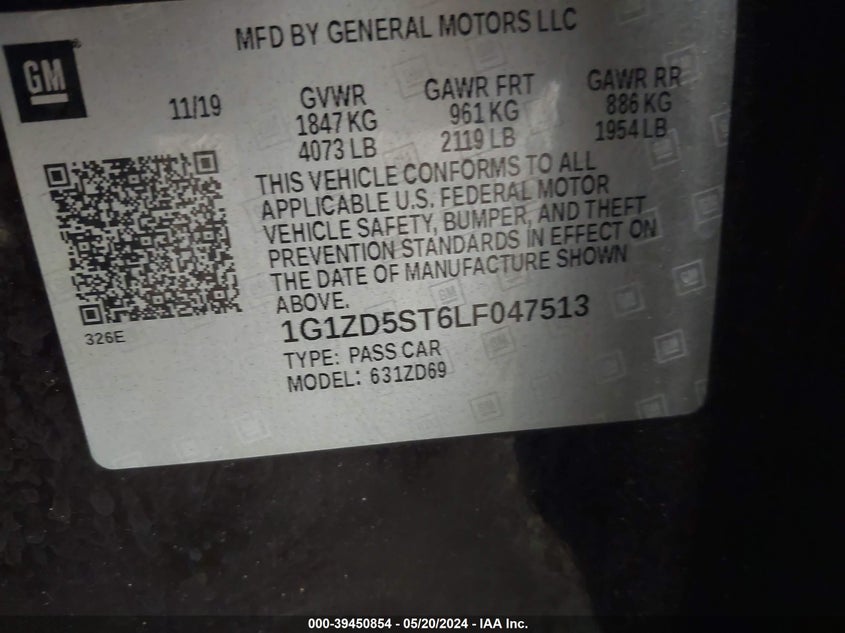 MFD BY GENERAL MOTORS LLC
GM
11/19
GVWR
1847 KG
4073 LB
GAWR FRT
961 KG
2119 LB
GAWR RR
886 KG
1954 LB
THIS VEHICLE CONFORMS TO ALL
APPLICABLE U.S. FEDERAL MOTOR
VEHICLE SAFETY, BUMPER, AND THEFT
PREVENTION STANDARDS IN EFFECT ON
THE DATE OF MANUFACTURE SHOWN
ABOVE.
326E
1G1ZD5ST6LF047513
TYPE: PASS CAR
MODEL: 631ZD69
000-39450854 - 05/20/2024 - IAA Inc.